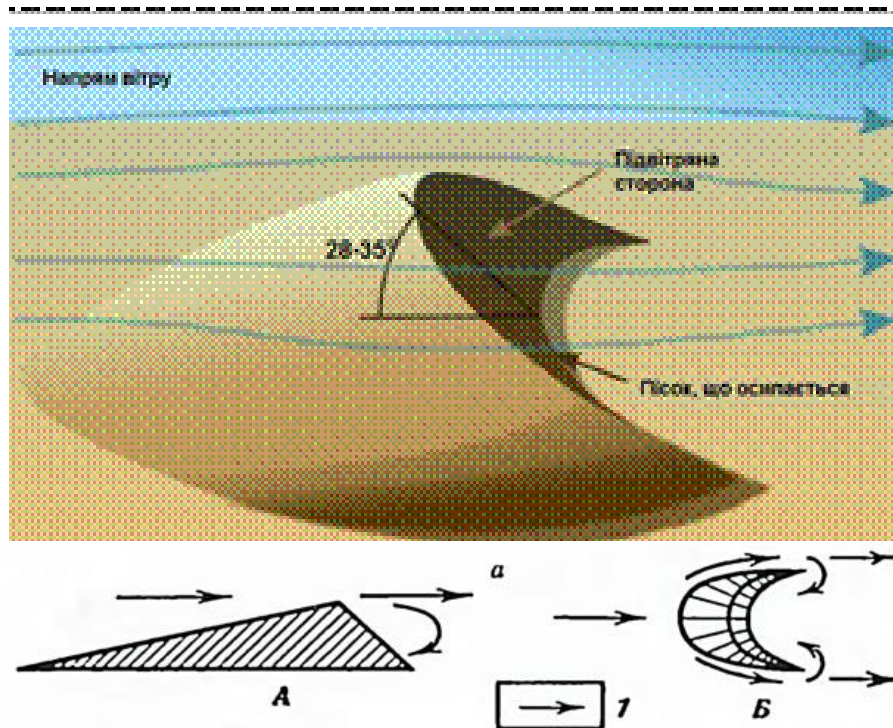 Напрям вітру
Підвітряна
сторона
28-35°
Пісок, що осипається
а
А
1
Б